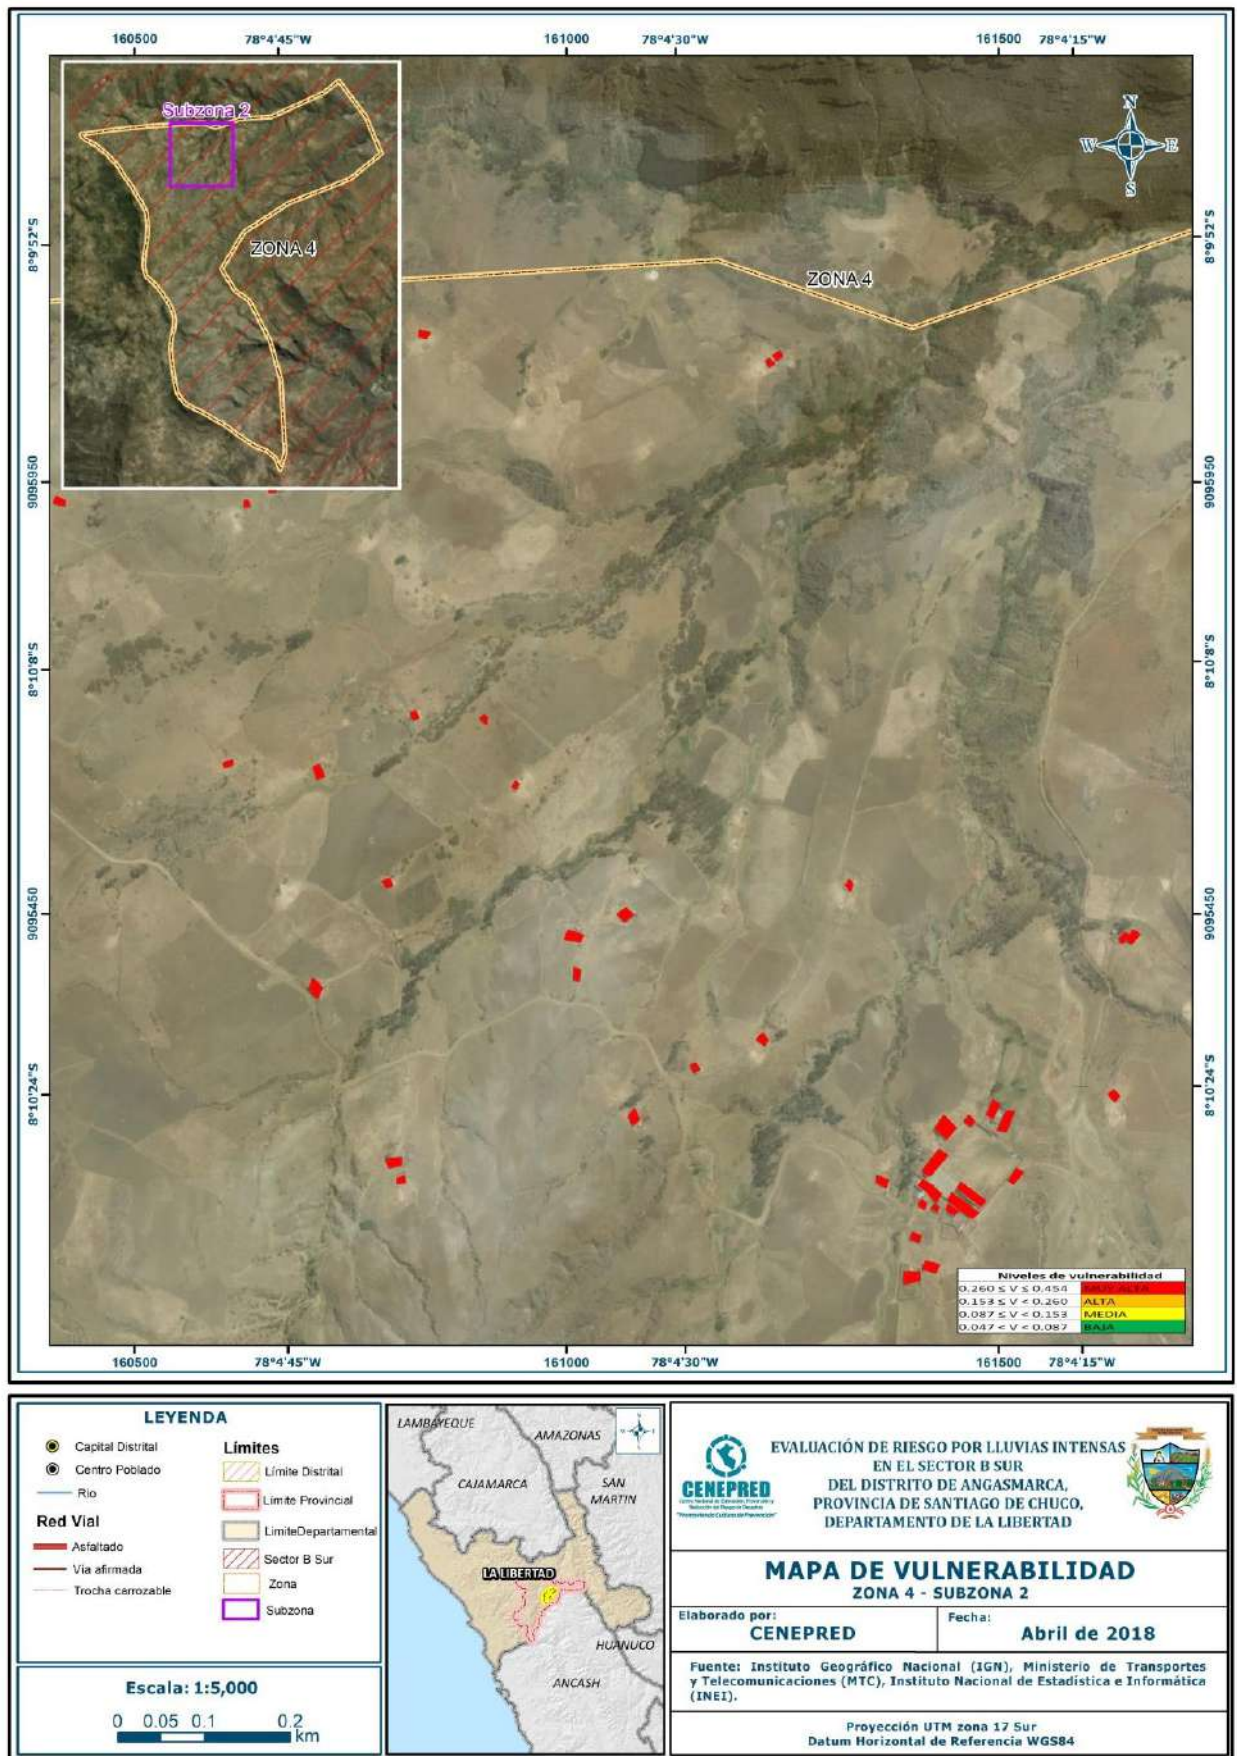 160500 78°4'45"W 161000 78°4'30"W 161500 78°4'15"W
Subzona 2
ZONA 4
ZONA 4
N
W E
S
8°9'52"S
9095950
8°10'8"S
9095450
8°10'24"S
8°9'52"S
9095950
8°10'8"S
9095450
8°10'24"S
Niveles de vulnerabilidad
0.260 ≤ V ≤ 0.454 MUY ALTA
0.153 ≤ V < 0.260 ALTA
0.087 ≤ V < 0.153 MEDIA
0.047 < V < 0.087 BAJA
160500 78°4'45"W 161000 78°4'30"W 161500 78°4'15"W
LEYENDA
Capital Distrital
Centro Poblado
Rio
Red Vial
Asfaltado
Via afirmada
Trocha carrozable
Límites
Límite Distrital
Límite Provincial
LimiteDepartamental
Sector B Sur
Zona
Subzona
Escala: 1:5,000
0 0.05 0.1 0.2
km
LAMBAYEQUE
AMAZONAS
CAJAMARCA
SAN
MARTIN
LA LIBERTAD
HUANUCO
ANCASH
CENEPRED
EVALUACIÓN DE RIESGO POR LLUVIAS INTENSAS
EN EL SECTOR B SUR
DEL DISTRITO DE ANGASMARCA,
PROVINCIA DE SANTIAGO DE CHUCO,
DEPARTAMENTO DE LA LIBERTAD
MAPA DE VULNERABILIDAD
ZONA 4 - SUBZONA 2
Elaborado por:
CENEPRED
Fecha:
Abril de 2018
Fuente: Instituto Geográfico Nacional (IGN), Ministerio de Transportes
y Telecomunicaciones (MTC), Instituto Nacional de Estadística e Informática
(INEI).
Proyección UTM zona 17 Sur
Datum Horizontal de Referencia WGS84